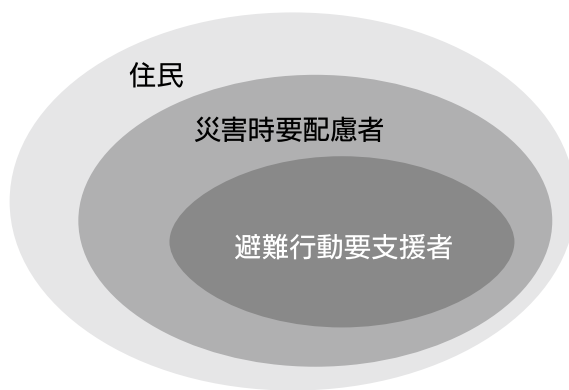 住民
災害時要配慮者
避難行動要支援者